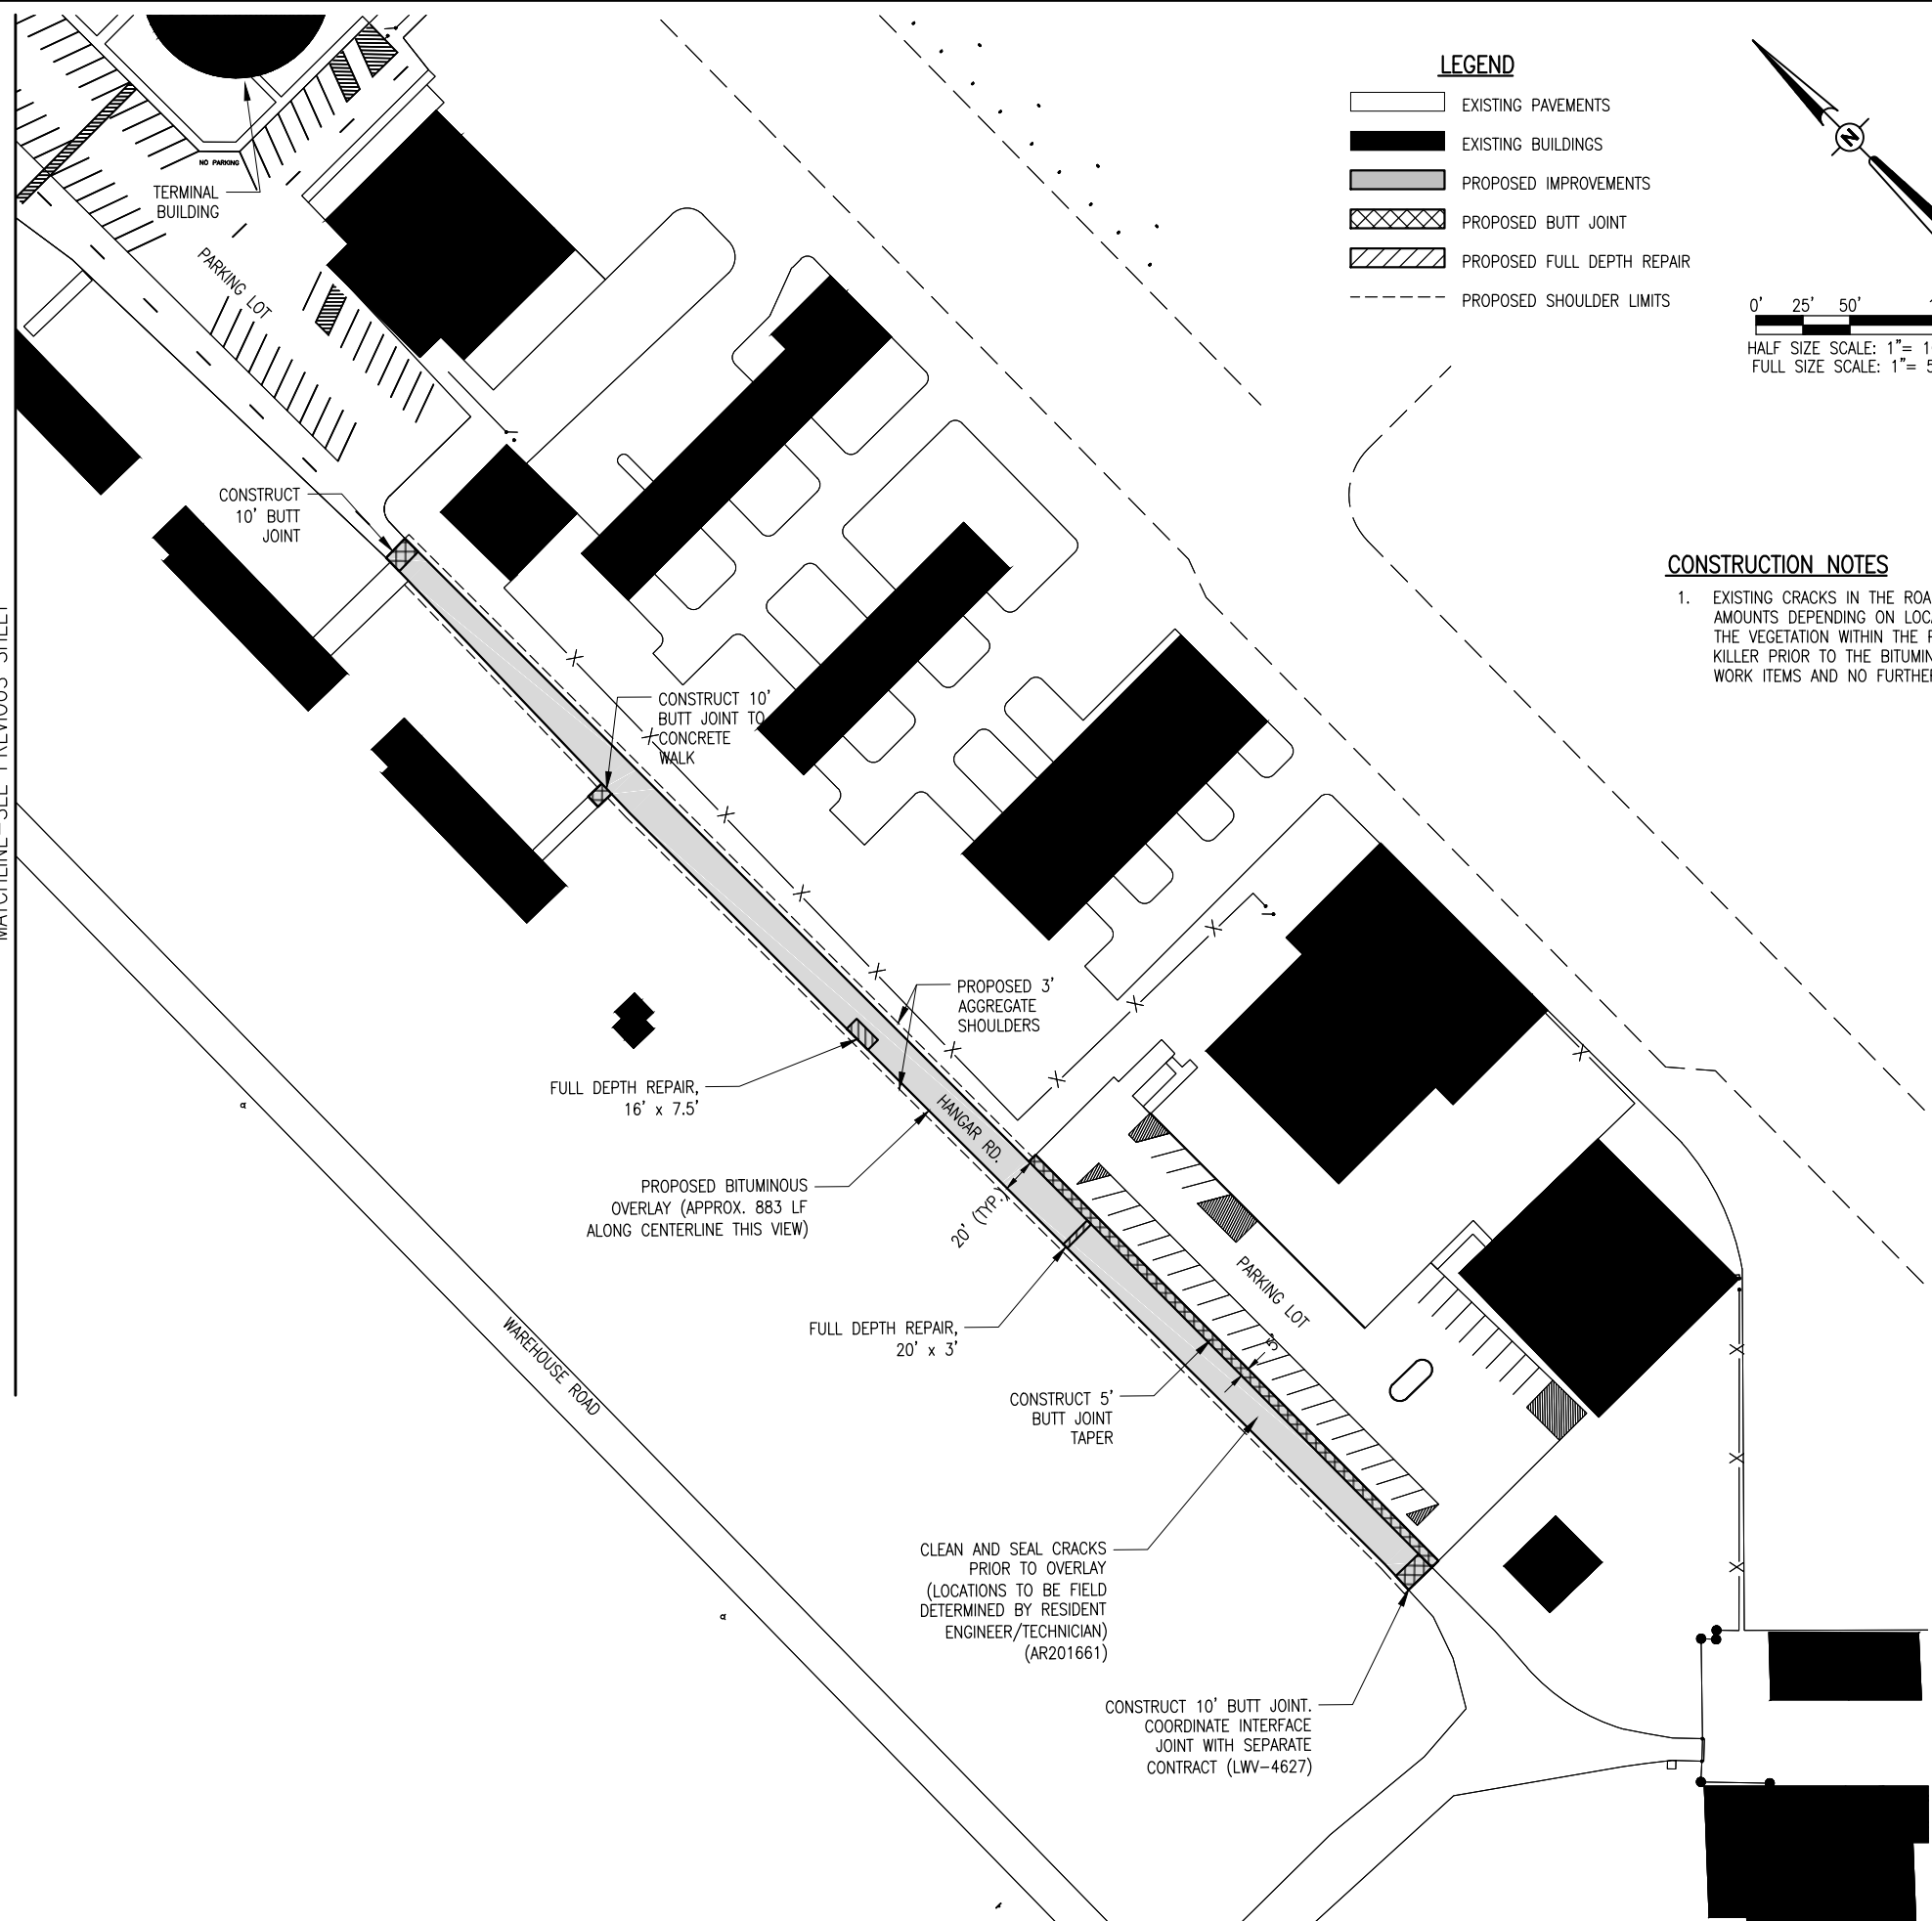 LEGEND
EXISTING PAVEMENTS
EXISTING BUILDINGS
PROPOSED IMPROVEMENTS
PROPOSED BUTT JOINT
PROPOSED FULL DEPTH REPAIR
PROPOSED SHOULDER LIMITS
N
0' 25' 50'
HALF SIZE SCALE: 1"= 1
FULL SIZE SCALE: 1"= 5
NO PARKING
TERMINAL
BUILDING
PARKING LOT
CONSTRUCT
10' BUTT
JOINT
CONSTRUCTION NOTES
1. EXISTING CRACKS IN THE ROA
AMOUNTS DEPENDING ON LOC
THE VEGETATION WITHIN THE
KILLER PRIOR TO THE BITUMIN
WORK ITEMS AND NO FURTHE
MATCHLINE-SEE PREVIOUS SHEET
CONSTRUCT 10'
BUTT JOINT TO
CONCRETE
WALK
PROPOSED 3'
AGGREGATE
SHOULDERS
FULL DEPTH REPAIR,
16' x 7.5'
HANGAR RD.
PROPOSED BITUMINOUS
OVERLAY (APPROX. 883 LF
ALONG CENTERLINE THIS VIEW)
20' (TYP.)
PARKING LOT
FULL DEPTH REPAIR,
20' x 3'
5'
WAREHOUSE ROAD
CONSTRUCT 5'
BUTT JOINT
TAPER
CLEAN AND SEAL CRACKS
PRIOR TO OVERLAY
(LOCATIONS TO BE FIELD
DETERMINED BY RESIDENT
ENGINEER/TECHNICIAN)
(AR201661)
CONSTRUCT 10' BUTT JOINT.
COORDINATE INTERFACE
JOINT WITH SEPARATE
CONTRACT (LWV-4627)